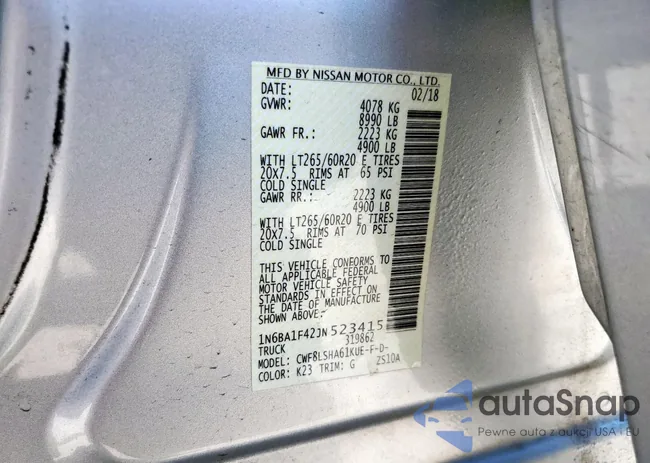 MFD BY NISSAN MOTOR CO., LTD.
DATE: 02/18
GVWR: 4078 KG
8990 LB
GAWR FR.: 2223 KG
4900 LB
WITH LT265/60R20 E TIRES
20X7.5 RIMS AT 65 PSI
COLD SINGLE
GAWR RR.: 2223 KG
4900 LB
WITH LT265/60R20 E TIRES
20X7.5 RIMS AT 70 PSI
COLD SINGLE
THIS VEHICLE CONFORMS TO
ALL APPLICABLE FEDERAL
MOTOR VEHICLE SAFETY
STANDARDS IN EFFECT ON
THE DATE OF MANUFACTURE
SHOWN ABOVE.
1N6BA1F42JN523415
TRUCK 319862
MODEL: CWF8LSHA61KUE-F-D-
COLOR: K23 TRIM: G ZS10A
autoSnap
Pewne auto z aukcji USA i EU